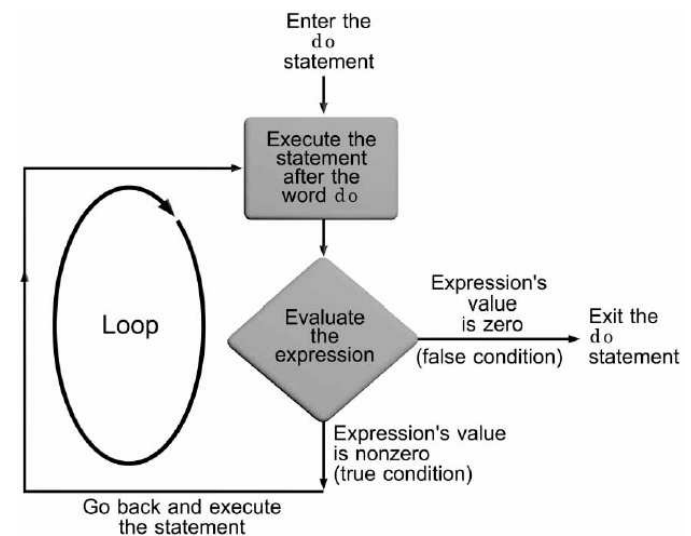 Enter the
do
statement
Execute the
statement
after the
word do
Loop
Evaluate
the
expression
Expression's
value
is zero
(false condition)
Exit the
do
statement
Expression's value
is nonzero
(true condition)
Go back and execute
the statement